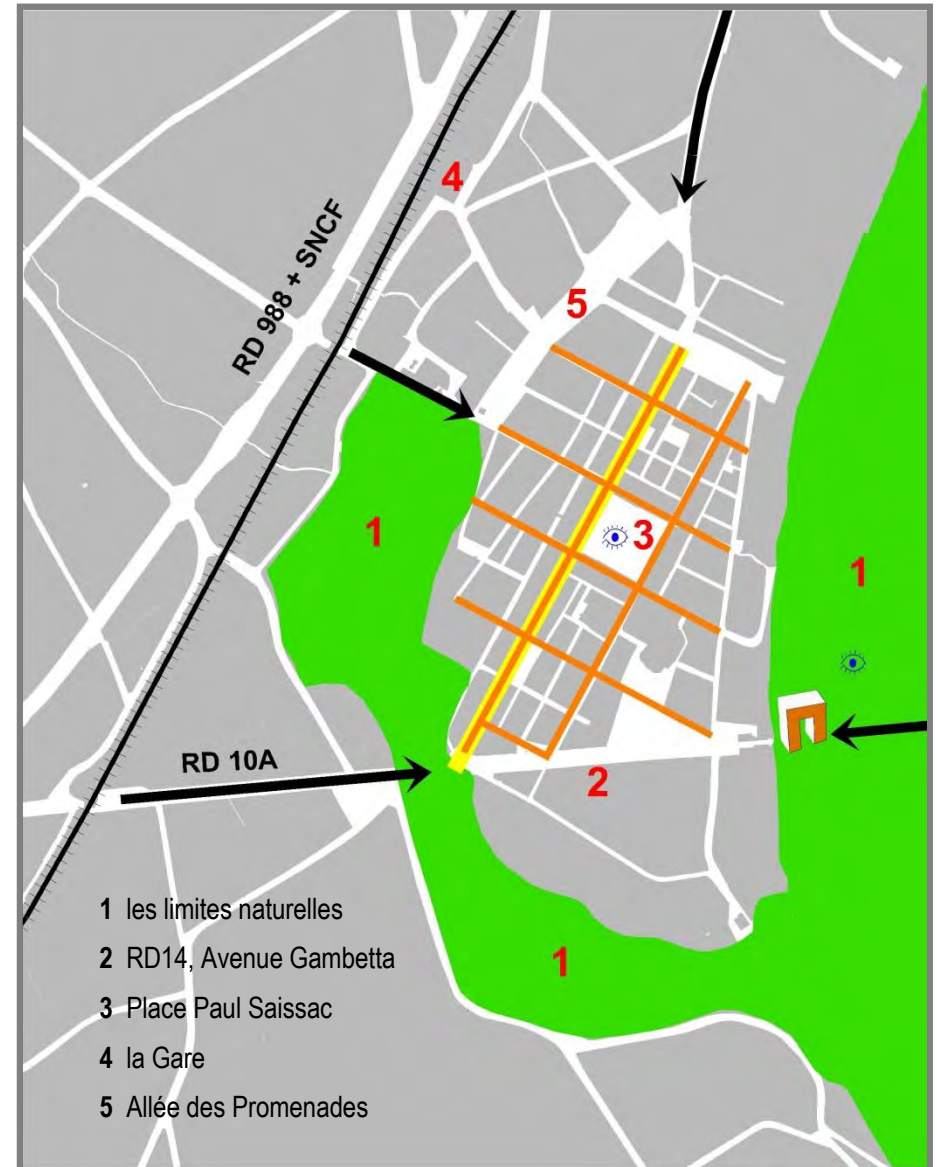 4
RD 988 + SNCF
5
3
1
1
RD 10A
2
1
1 les limites naturelles
2 RD14, Avenue Gambetta
3 Place Paul Saissac
4 la Gare
5 Allée des Promenades